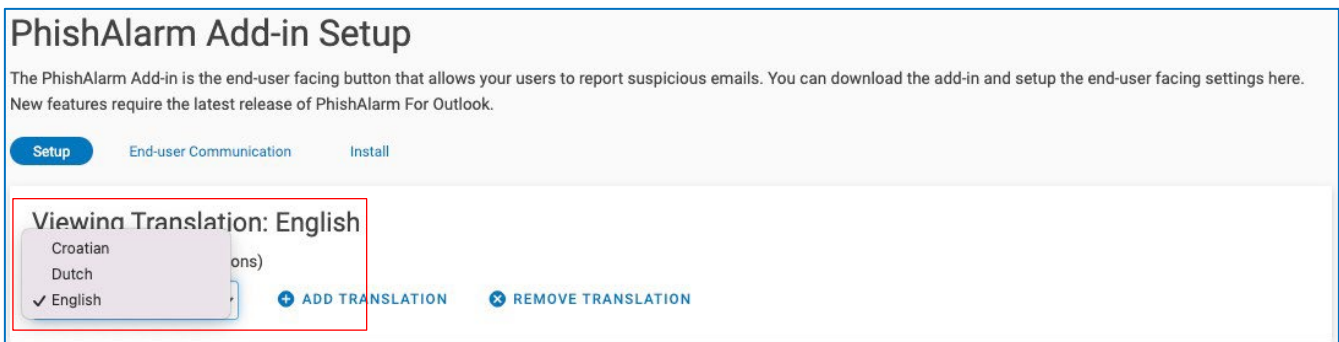 PhishAlarm Add-in Setup
The PhishAlarm Add-in is the end-user facing button that allows your users to report suspicious emails. You can download the add-in and setup the end-user facing settings here.
New features require the latest release of PhishAlarm For Outlook.
Setup End-user Communication Install
Viewing Translation: English
Croatian
ons)
Dutch
✓ English
ADD TRANSLATION REMOVE TRANSLATION